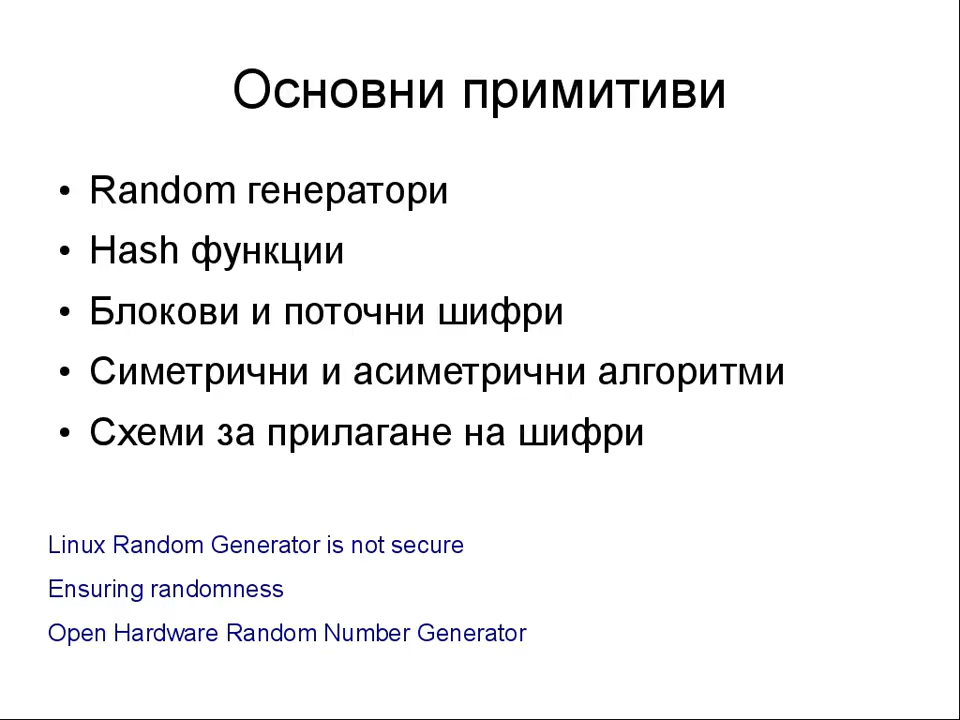 Основни примитиви
• Random генератори
• Hash функции
• Блокови и поточни шифри
• Симетрични и асиметрични алгоритми
• Схеми за прилагане на шифри
Linux Random Generator is not secure
Ensuring randomness
Open Hardware Random Number Generator